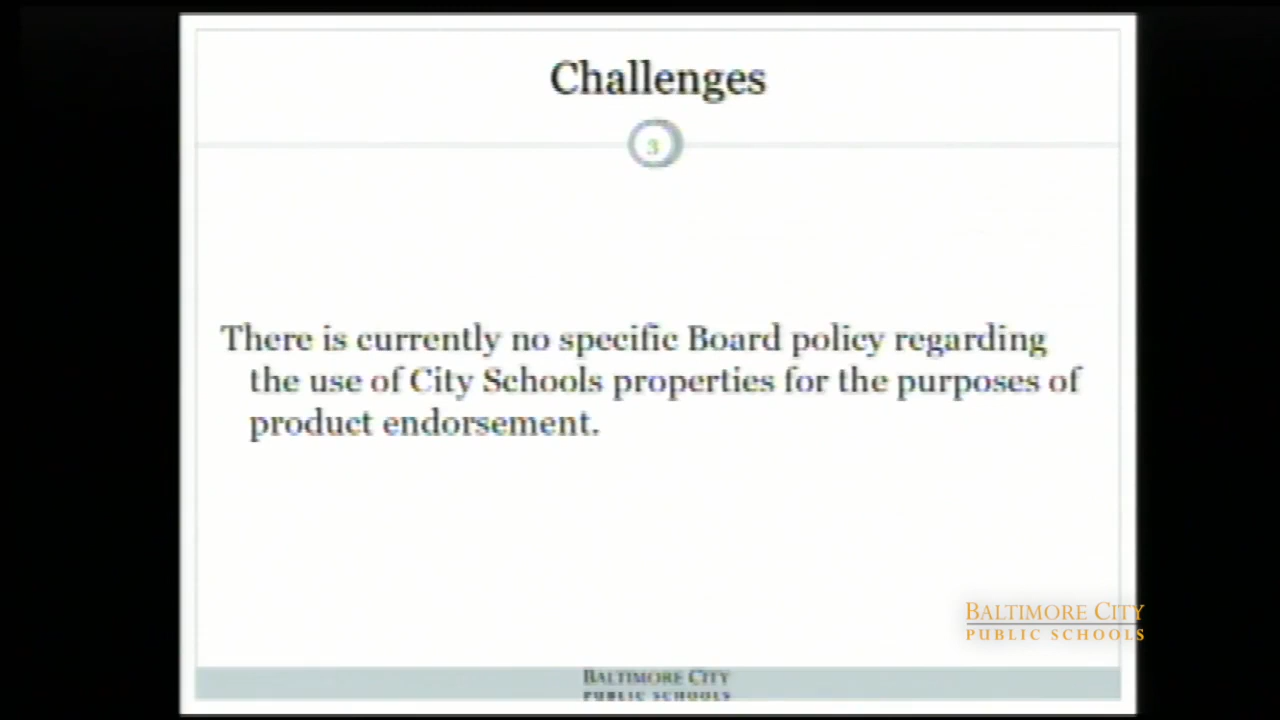 Challenges
3
There is currently no specific Board policy regarding
the use of City Schools properties for the purposes of
product endorsement.
BALTIMORE CITY
PUBLIC SCHOOLS
BALTIMORE CITY
PUBLIC SCHOOLS